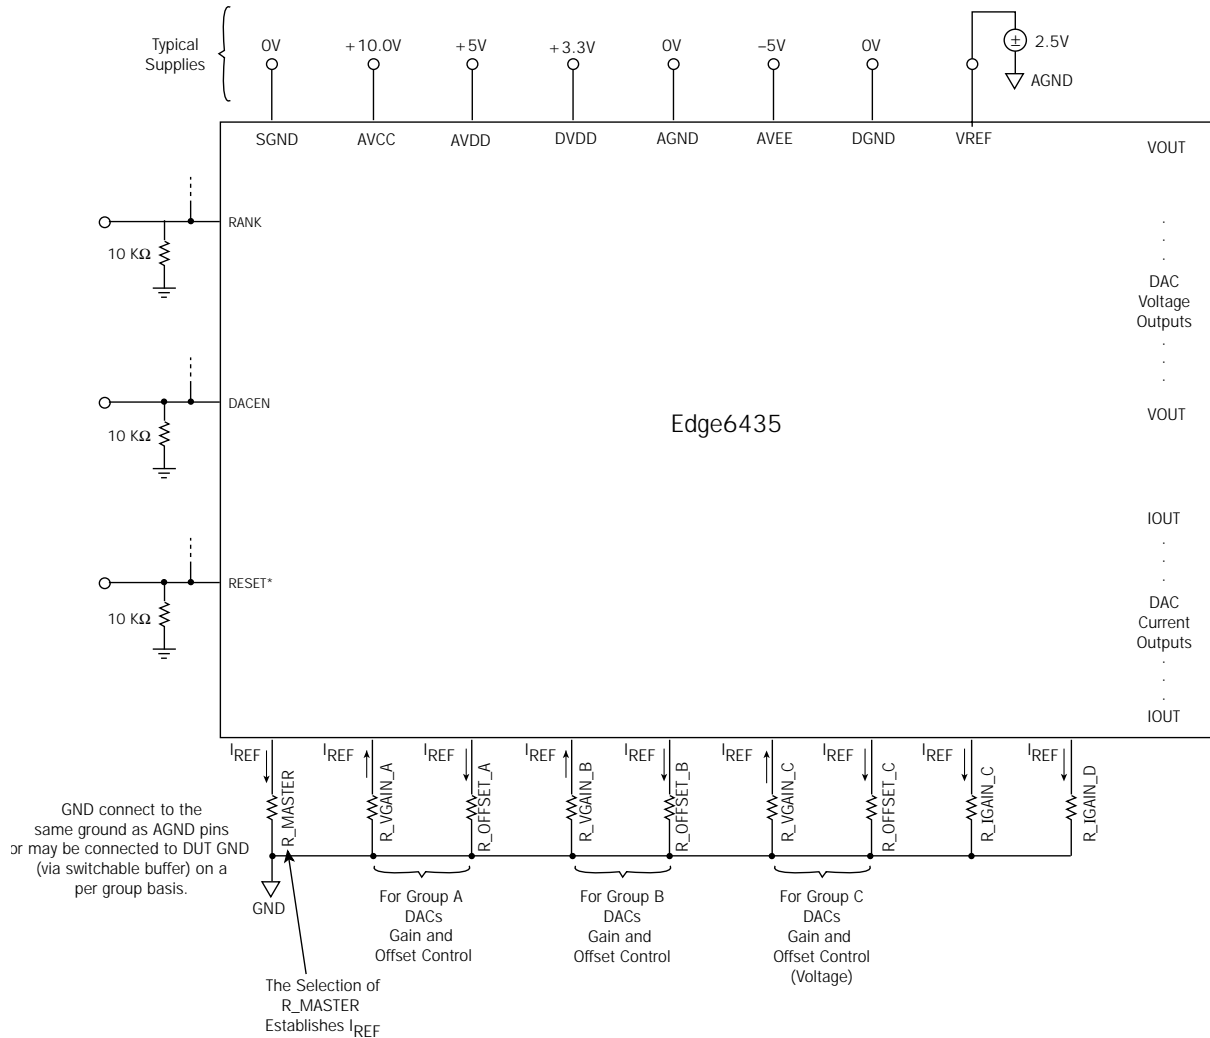 Typical
Supplies
0V
+10.0V
+5V
+3.3V
0V
–5V
0V
± 2.5V
AGND
SGND
AVCC
AVDD
DVDD
AGND
AVEE
DGND
VREF
VOUT
RANK
10 KΩ
.
.
.
DAC
Voltage
Outputs
.
.
.
DACEN
10 KΩ
VOUT
Edge6435
IOUT
.
.
.
RESET*
10 KΩ
DAC
Current
Outputs
.
.
.
IOUT
IREF
IREF
IREF
IREF
IREF
IREF
IREF
IREF
IREF
R_MASTER
R_VGAIN_A
R_OFFSET_A
R_VGAIN_B
R_OFFSET_B
R_VGAIN_C
R_OFFSET_C
R_IGAIN_C
R_IGAIN_D
GND connect to the
same ground as AGND pins
or may be connected to DUT GND
(via switchable buffer) on a
per group basis.
GND
For Group A
DACs
Gain and
Offset Control
For Group B
DACs
Gain and
Offset Control
For Group C
DACs
Gain and
Offset Control
(Voltage)
The Selection of
R_MASTER
Establishes IREF